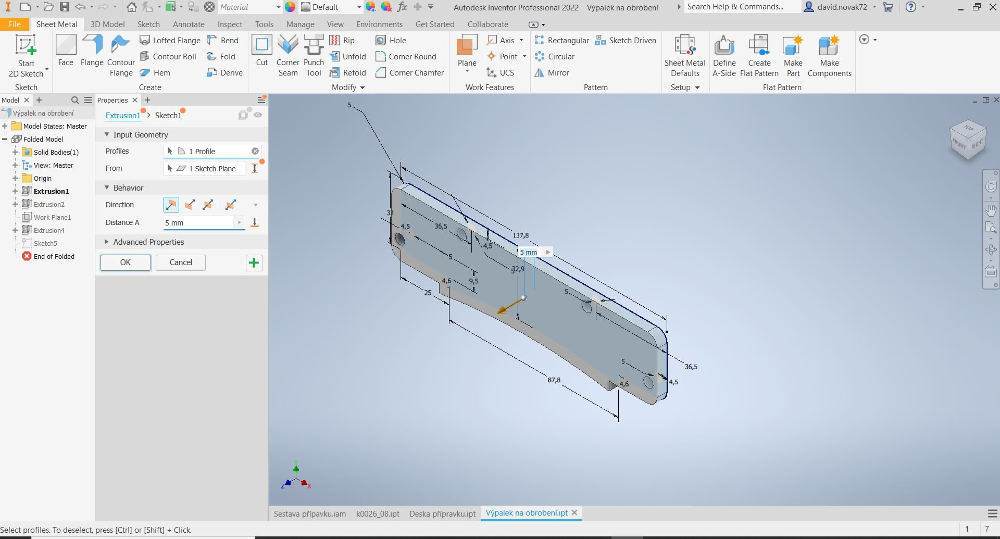 Material
Default
Autodesk Inventor Professional 2022 Výpalek na obrobení
Search Help & Commands...
david.novak72
File Sheet Metal 3D Model Sketch Annotate Inspect Tools Manage View Environments Get Started Collaborate
Start
2D Sketch
Sketch
Face
Flange
Contour
Flange
Lofted Flange
Contour Roll
Hem
Bend
Fold
Derive
Create
Cut
Corner
Seam
Punch
Tool
Rip
Unfold
Refold
Hole
Corner Round
Corner Chamfer
Modify
Plane
Axis
Point
UCS
Work Features
Rectangular
Circular
Mirror
Sketch Driven
Pattern
Sheet Metal
Defaults
Setup
Define
A-Side
Create
Flat Pattern
Make
Part
Make
Components
Flat Pattern
Model
Výpalek na obrobení
Model States: Master
Folded Model
Solid Bodies(1)
View: Master
Origin
Extrusion1
Extrusion2
Work Plane1
Extrusion4
Sketch5
End of Folded
Properties
Extrusion1 > Sketch1
Input Geometry
Profiles 1 Profile
From 1 Sketch Plane
Behavior
Direction
Distance A 5 mm
Advanced Properties
OK Cancel
5
32
4,5
36,5
4,5
137,8
5 mm
5
32,9
9
4,6
9,5
25
5
87,8
5
36,5
4,5
4,6
TOP
FRONT
RIGHT
Y
Z
X
Sestava přípavku.iam k0026_08.ipt Deska přípravku.ipt Výpalek na obrobení.ipt
Select profiles. To deselect, press [Ctrl] or [Shift] + Click.
1 7